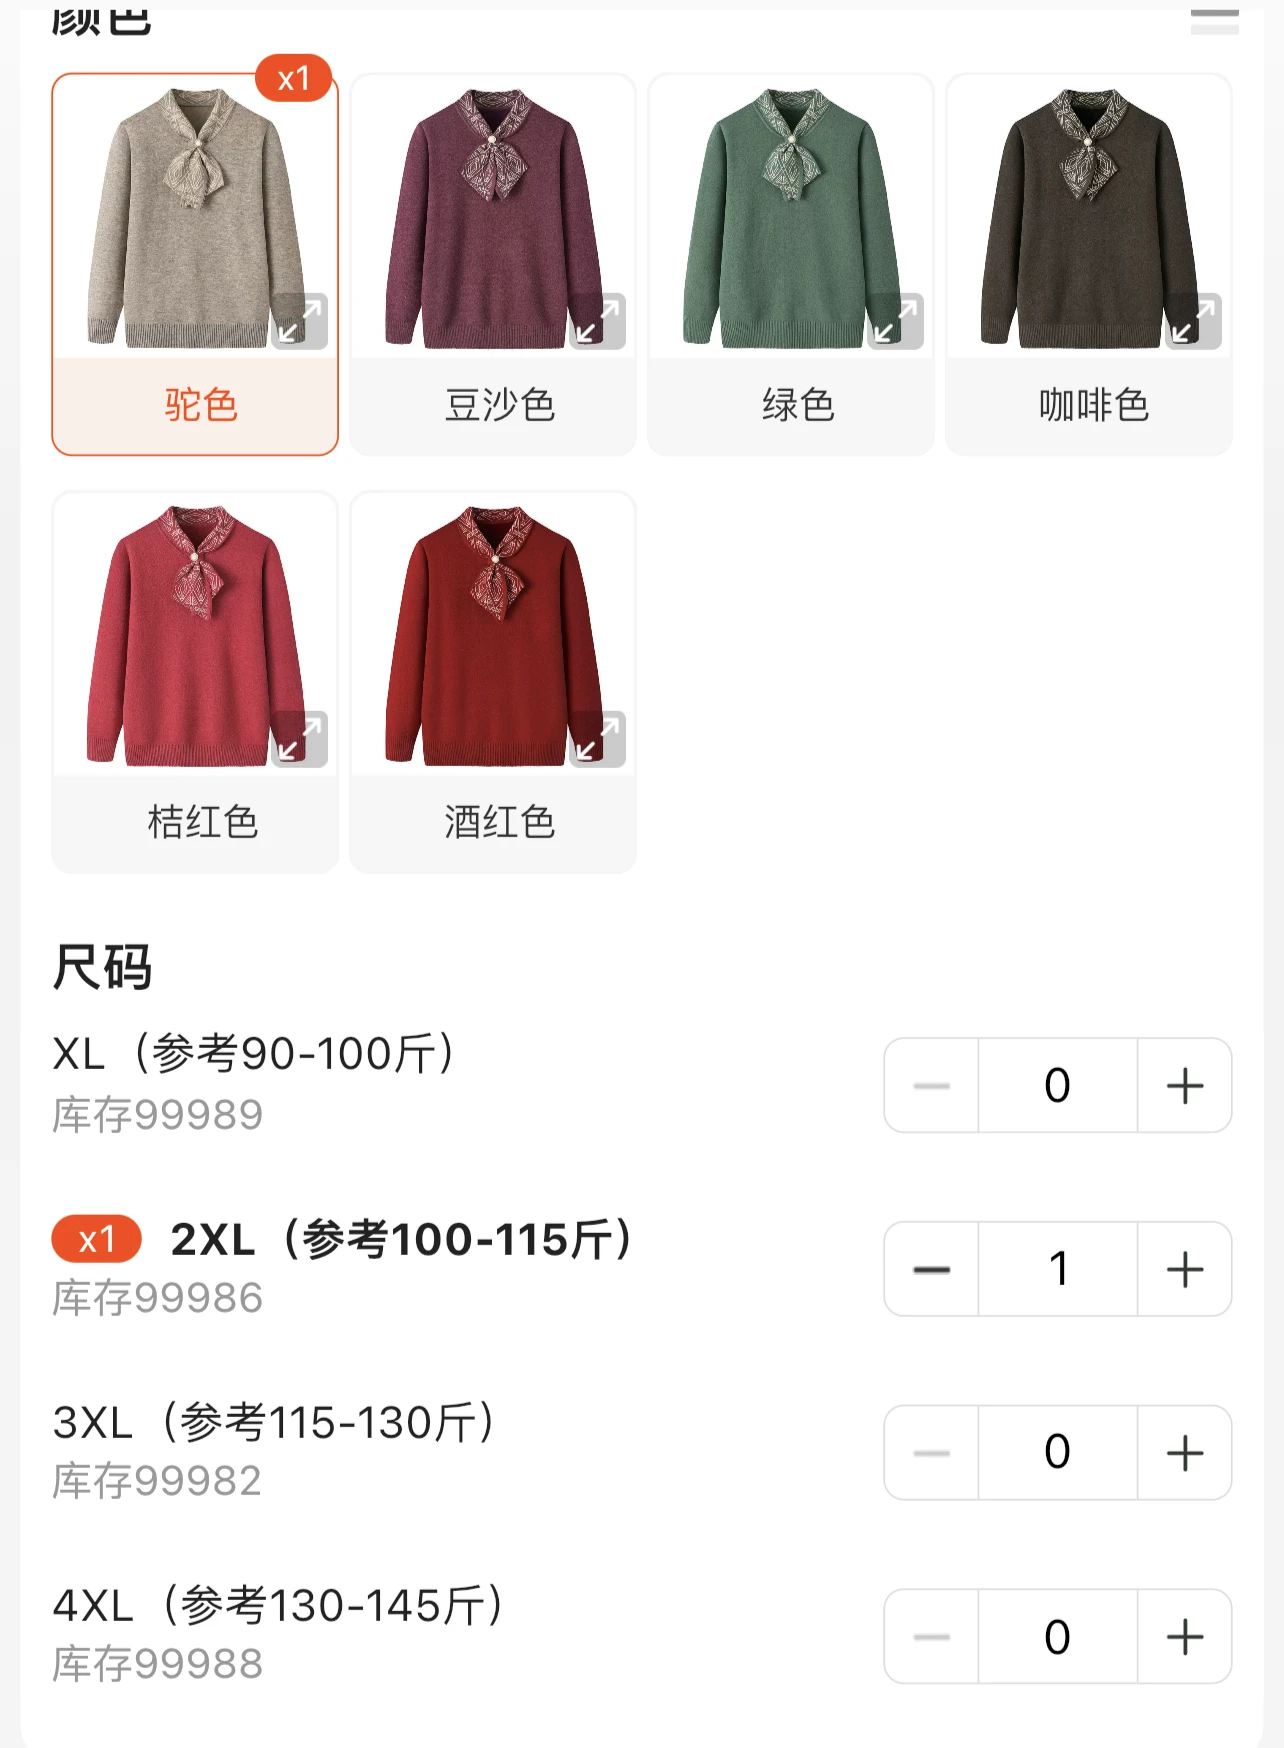 颜色
x1
驼色
豆沙色
绿色
咖啡色
桔红色
酒红色
尺码
XL（参考90-100斤）
库存99989
0
x1 2XL（参考100-115斤）
库存99986
1
3XL（参考115-130斤）
库存99982
0
4XL（参考130-145斤）
库存99988
0